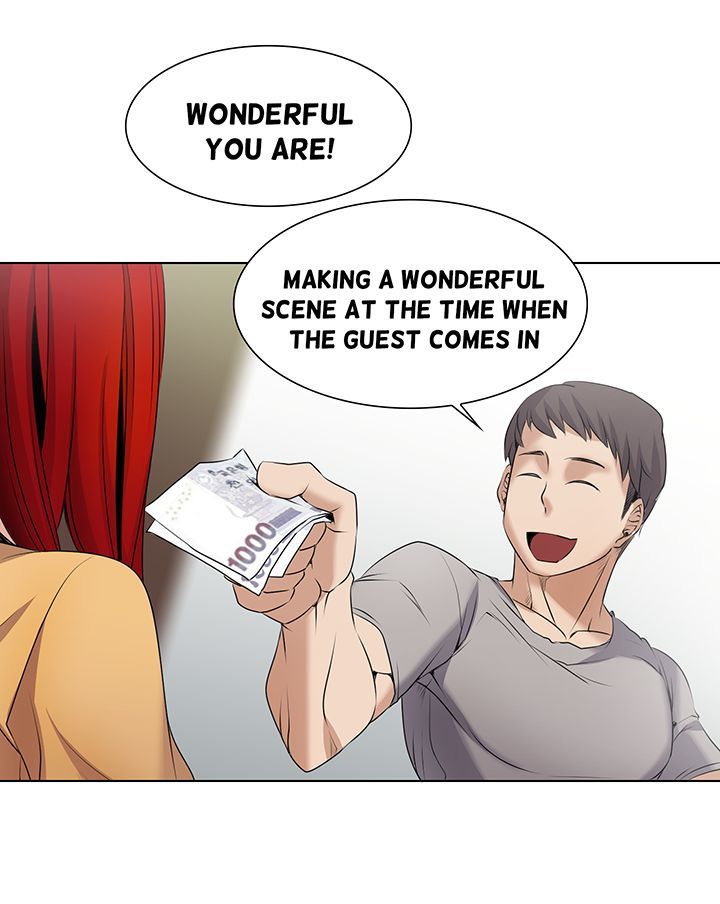 WONDERFUL
YOU ARE!
MAKING A WONDERFUL
SCENE AT THE TIME WHEN
THE GUEST COMES IN
1000